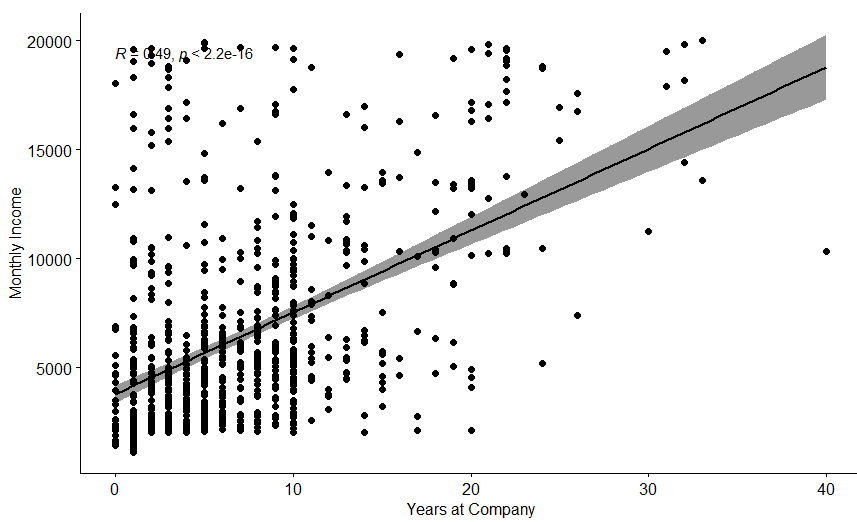 20000
R = 0.49, p < 2.2e-16
15000
Monthly Income
10000
5000
0 10 20 30 40
Years at Company